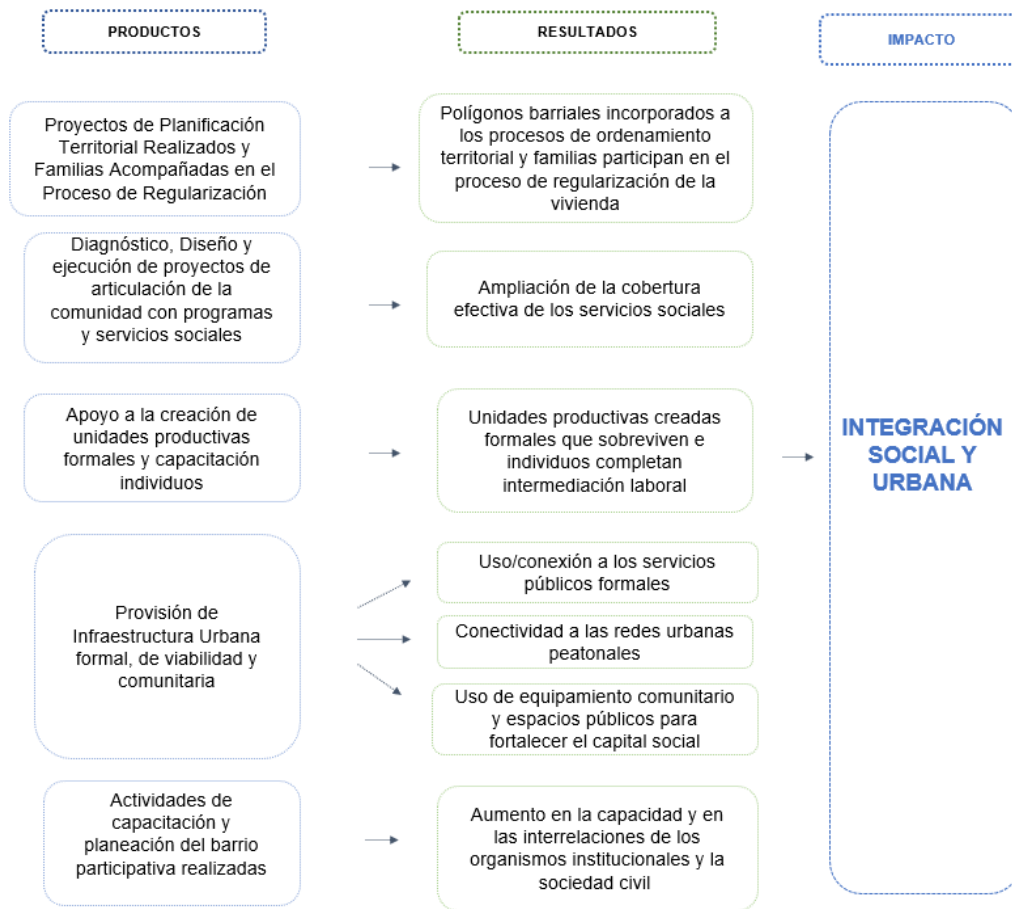 PRODUCTOS
RESULTADOS
IMPACTO
Proyectos de Planificación
Territorial Realizados y
Familias Acompañadas en el
Proceso de Regularización
Polígonos barriales incorporados a
los procesos de ordenamiento
territorial y familias participan en el
proceso de regularización de la
vivienda
Diagnóstico, Diseño y
ejecución de proyectos de
articulación de la
comunidad con programas
y servicios sociales
Ampliación de la cobertura
efectiva de los servicios sociales
Apoyo a la creación de
unidades productivas
formales y capacitación
individuos
Unidades productivas creadas
formales que sobreviven e
individuos completan
intermediación laboral
Provisión de
Infraestructura Urbana
formal, de viabilidad y
comunitaria
Uso/conexión a los servicios
públicos formales
Conectividad a las redes urbanas
peatonales
Uso de equipamiento comunitario
y espacios públicos para
fortalecer el capital social
Actividades de
capacitación y
planeación del barrio
participativa realizadas
Aumento en la capacidad y en
las interrelaciones de los
organismos institucionales y la
sociedad civil
INTEGRACIÓN
SOCIAL Y
URBANA